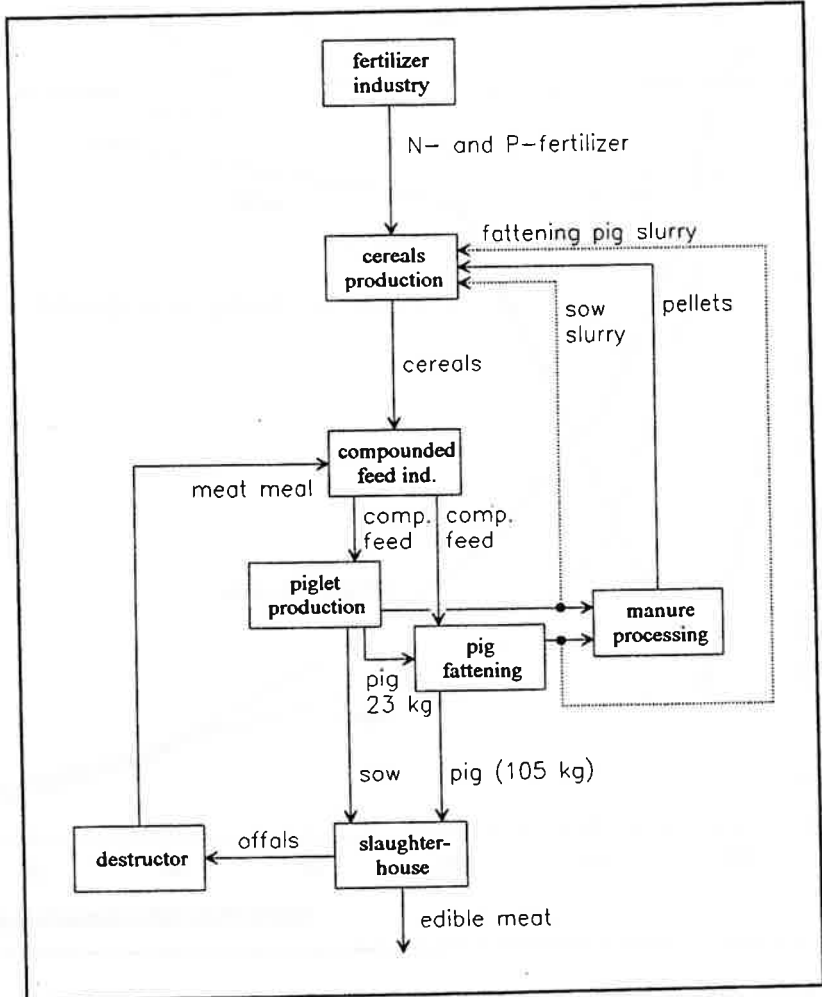 fertilizer
industry
N- and P-fertilizer
fattening pig slurry
cereals
production
sow
slurry
pellets
cereals
compounded
feed ind.
meat meal
comp.
feed
comp.
feed
piglet
production
manure
processing
pig
fattening
pig
23 kg
sow
pig (105 kg)
destructor
offals
slaughter-
house
edible meat